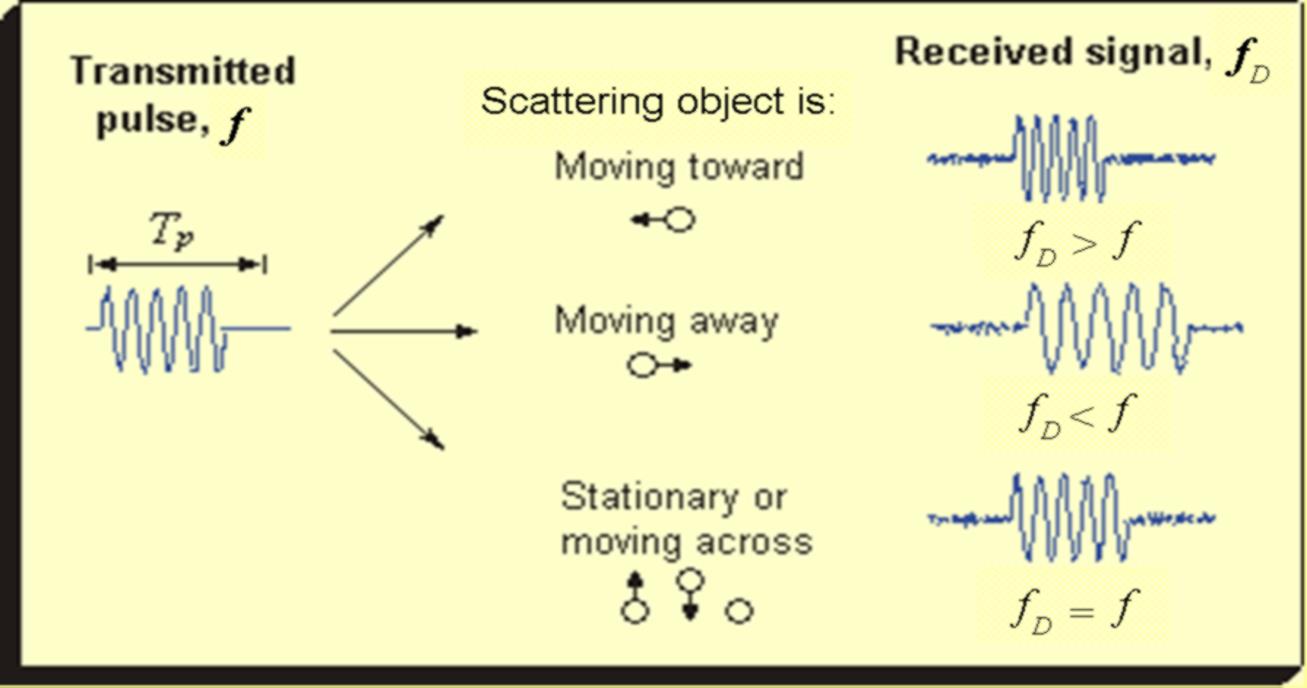 Transmitted
pulse, f
Scattering object is:
Received signal, f_D
T_p
Moving toward
f_D > f
Moving away
f_D < f
Stationary or
moving across
f_D = f